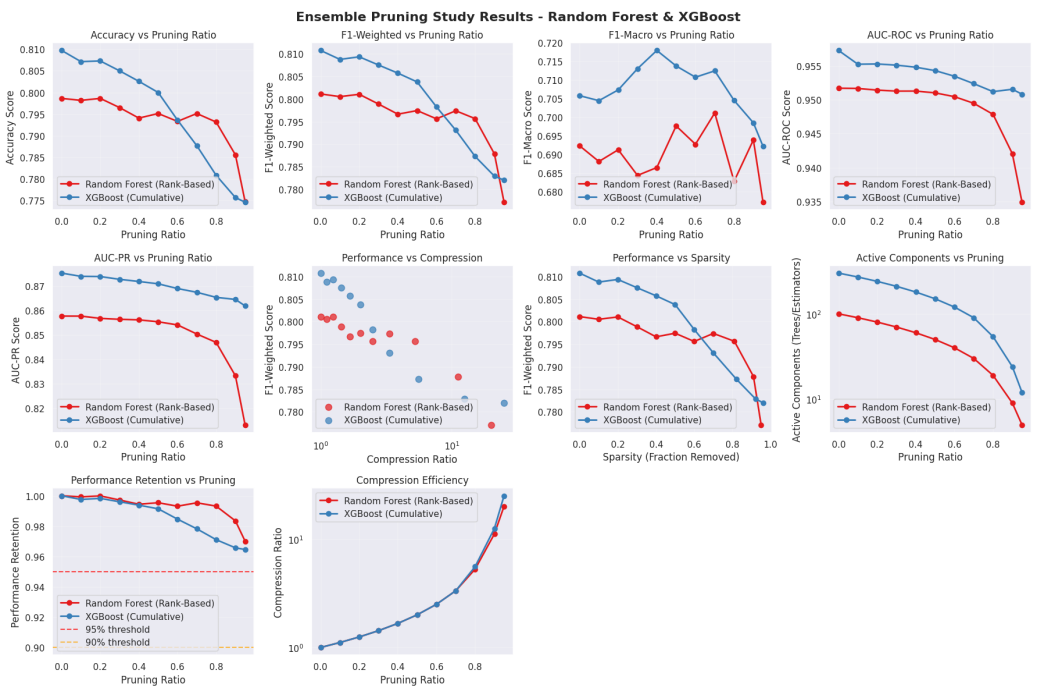 Ensemble Pruning Study Results - Random Forest & XGBoost
Accuracy vs Pruning Ratio
Accuracy Score
0.810
0.805
0.800
0.795
0.790
0.785
0.780
0.775
Random Forest (Rank-Based)
XGBoost (Cumulative)
0.0 0.2 0.4 0.6 0.8
Pruning Ratio
F1-Weighted vs Pruning Ratio
F1-Weighted Score
0.810
0.805
0.800
0.795
0.790
0.785
0.780
Random Forest (Rank-Based)
XGBoost (Cumulative)
0.0 0.2 0.4 0.6 0.8
Pruning Ratio
F1-Macro vs Pruning Ratio
F1-Macro Score
0.720
0.715
0.710
0.705
0.700
0.695
0.690
0.685
0.680
Random Forest (Rank-Based)
XGBoost (Cumulative)
0.0 0.2 0.4 0.6 0.8
Pruning Ratio
AUC-ROC vs Pruning Ratio
AUC-ROC Score
0.955
0.950
0.945
0.940
0.935
Random Forest (Rank-Based)
XGBoost (Cumulative)
0.0 0.2 0.4 0.6 0.8
Pruning Ratio
AUC-PR vs Pruning Ratio
AUC-PR Score
0.87
0.86
0.85
0.84
0.83
0.82
Random Forest (Rank-Based)
XGBoost (Cumulative)
0.0 0.2 0.4 0.6 0.8
Pruning Ratio
Performance vs Compression
F1-Weighted Score
0.810
0.805
0.800
0.795
0.790
0.785
0.780
Random Forest (Rank-Based)
XGBoost (Cumulative)
10⁰ 10¹
Compression Ratio
Performance vs Sparsity
F1-Weighted Score
0.810
0.805
0.800
0.795
0.790
0.785
0.780
Random Forest (Rank-Based)
XGBoost (Cumulative)
0.0 0.2 0.4 0.6 0.8 1.0
Sparsity (Fraction Removed)
Active Components vs Pruning
Active Components (Trees/Estimators)
10²
10¹
Random Forest (Rank-Based)
XGBoost (Cumulative)
0.0 0.2 0.4 0.6 0.8
Pruning Ratio
Performance Retention vs Pruning
Performance Retention
1.00
0.98
0.96
0.94
0.92
0.90
Random Forest (Rank-Based)
XGBoost (Cumulative)
95% threshold
90% threshold
0.0 0.2 0.4 0.6 0.8
Pruning Ratio
Compression Efficiency
Compression Ratio
10¹
10⁰
Random Forest (Rank-Based)
XGBoost (Cumulative)
0.0 0.2 0.4 0.6 0.8
Pruning Ratio